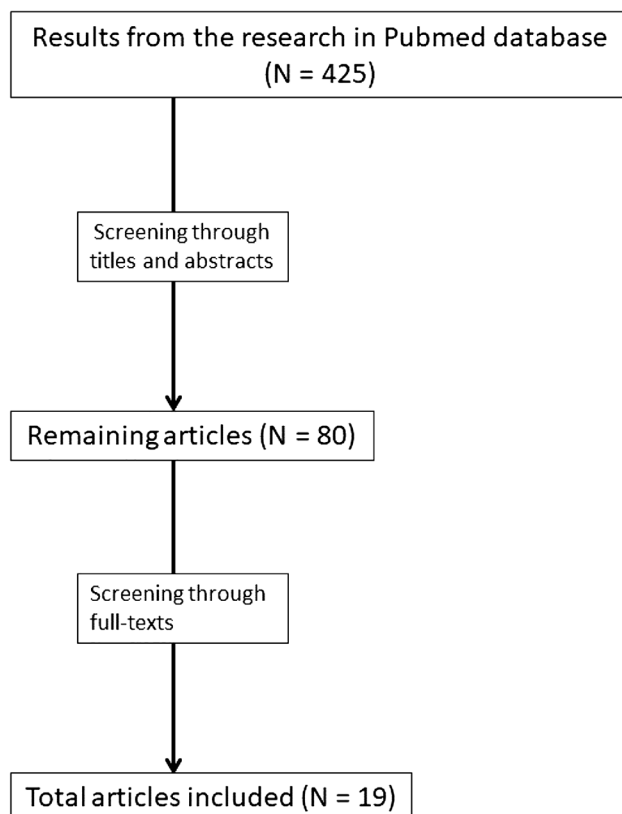 Results from the research in Pubmed database
(N = 425)
Screening through
titles and abstracts
Remaining articles (N = 80)
Screening through
full-texts
Total articles included (N = 19)